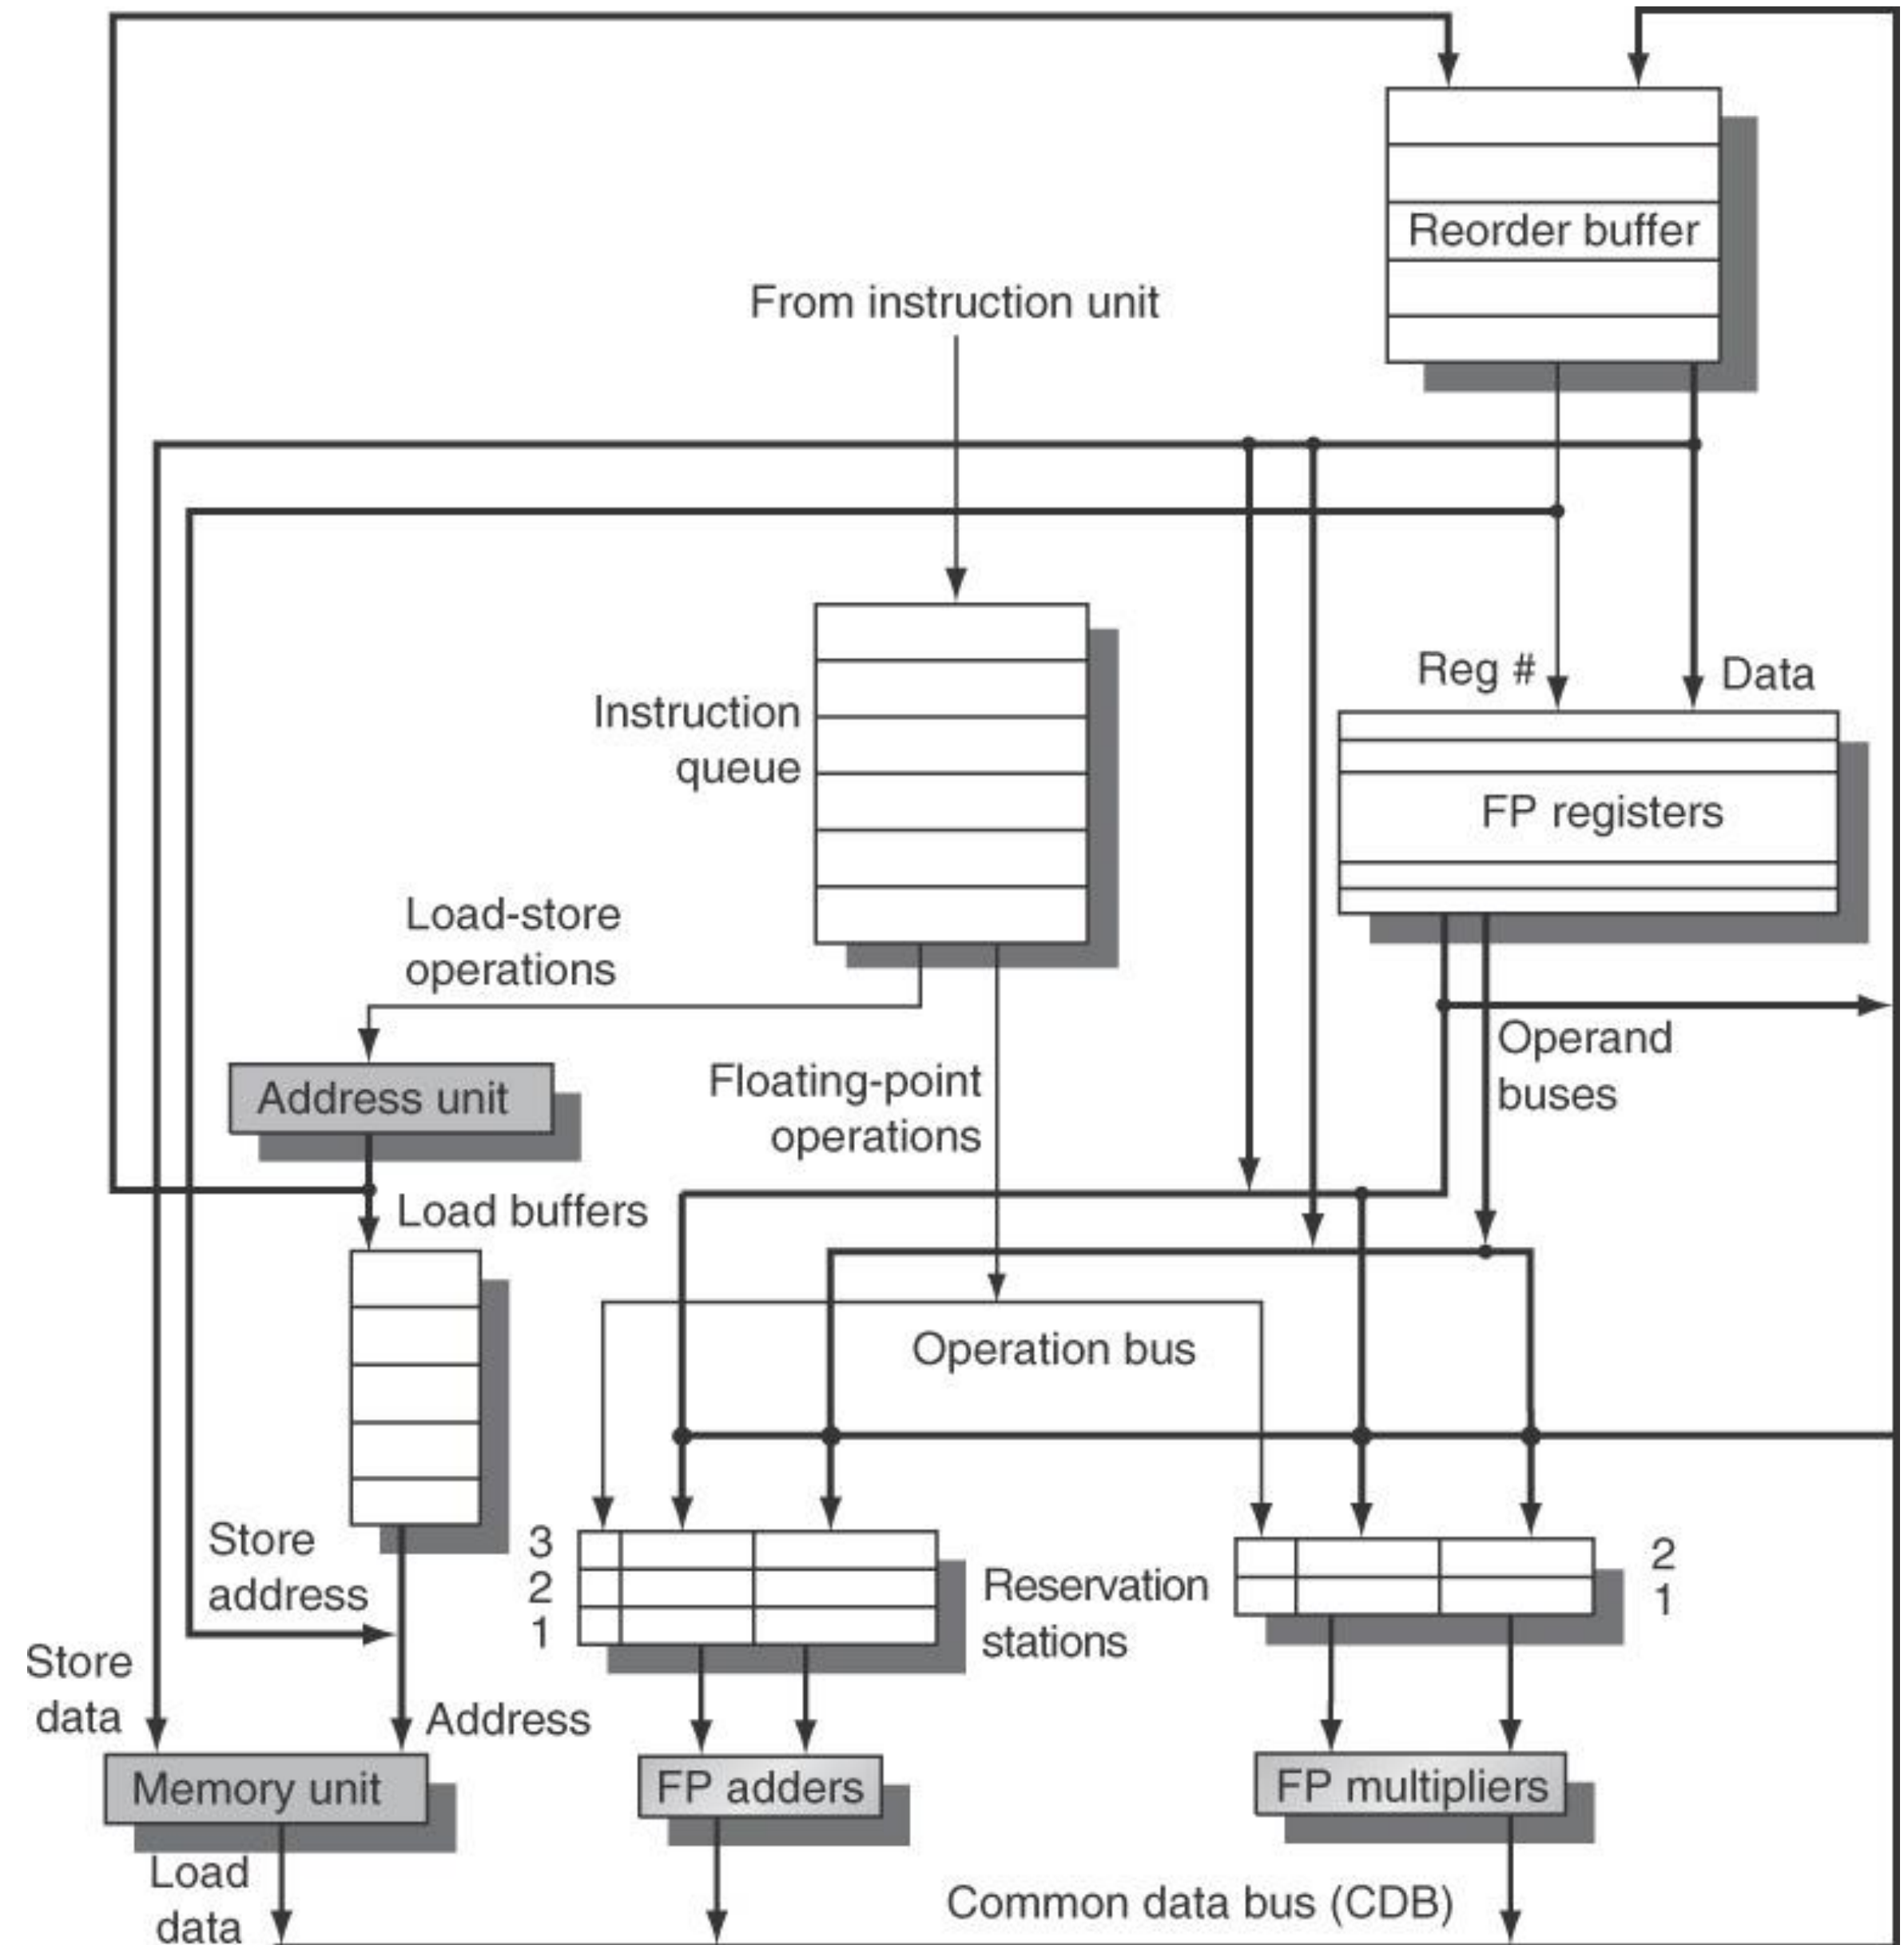 Reorder buffer
From instruction unit
Reg #
Data
Instruction
queue
FP registers
Load-store
operations
Operand
buses
Address unit
Floating-point
operations
Load buffers
Operation bus
Store
address
3
2
1
Reservation
stations
2
1
Store
data
Address
Memory unit
FP adders
FP multipliers
Load
data
Common data bus (CDB)